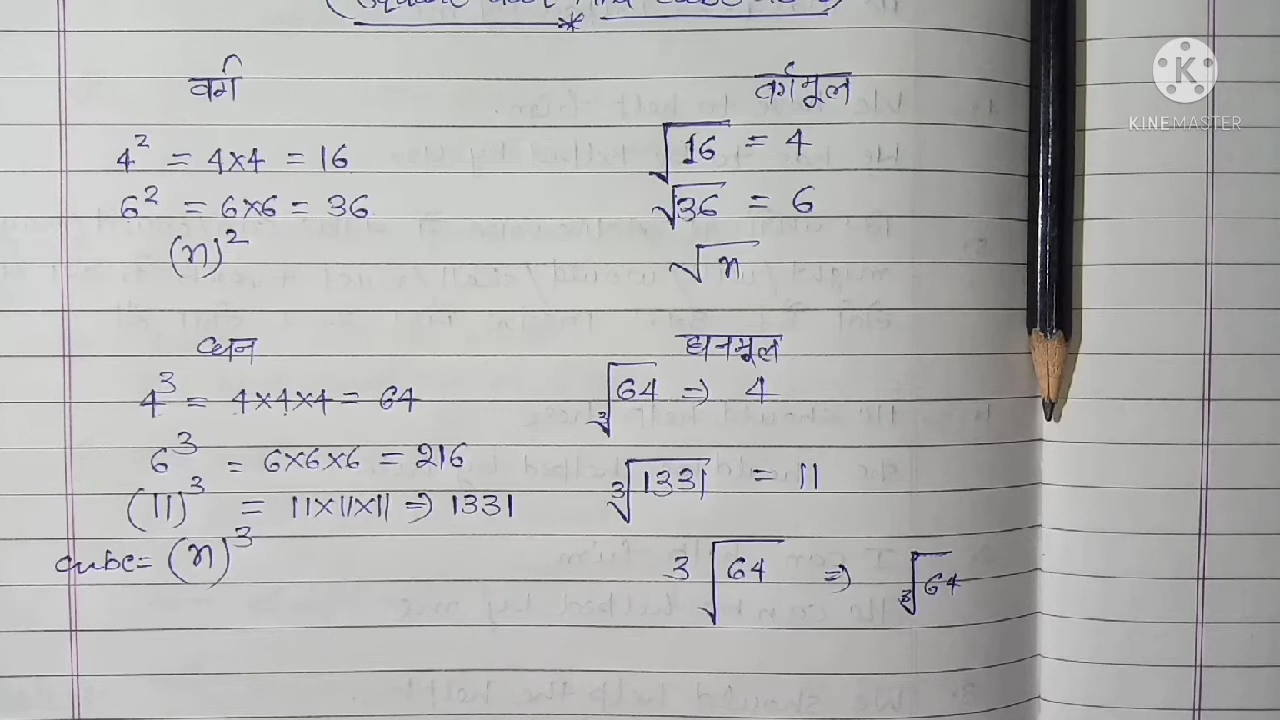 वर्ग
वर्गमूल
4² = 4×4 = 16
√16 = 4
6² = 6×6 = 36
√36 = 6
(n)²
√n
घन
घनमूल
4³ = 4×4×4 = 64
∛64 ⇒ 4
6³ = 6×6×6 = 216
(11)³ = 11×11×11 ⇒ 1331
∛1331 = 11
cube = (n)³
3√64 ⇒ ∛64
KINEMASTER